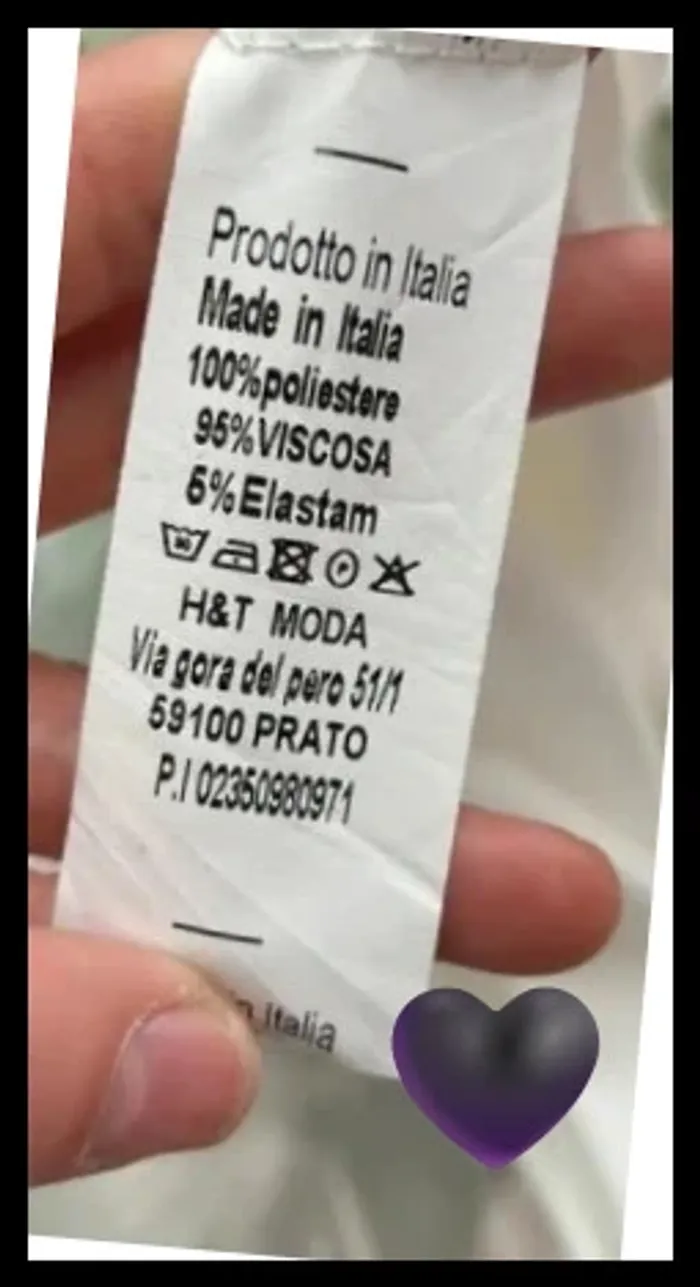 Prodotto in Italia
Made in Italia
100%poliestere
95%VISCOSA
5%Elastam
H&T MODA
Via gora del pero 51/1
59100 PRATO
P.I 02350980971
Italia